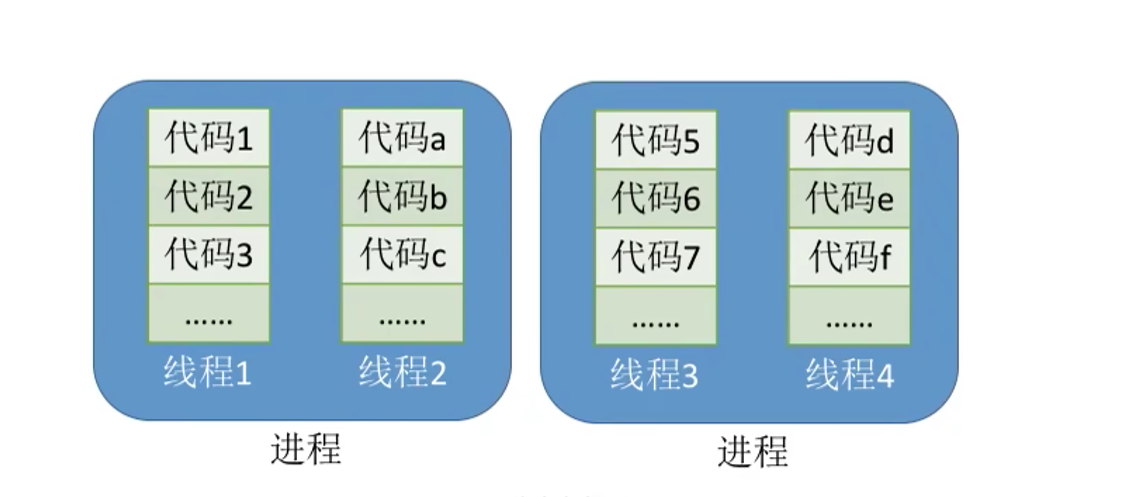 代码1
代码2
代码3
......
线程1
代码a
代码b
代码c
......
线程2
进程
代码5
代码6
代码7
......
线程3
代码d
代码e
代码f
......
线程4
进程